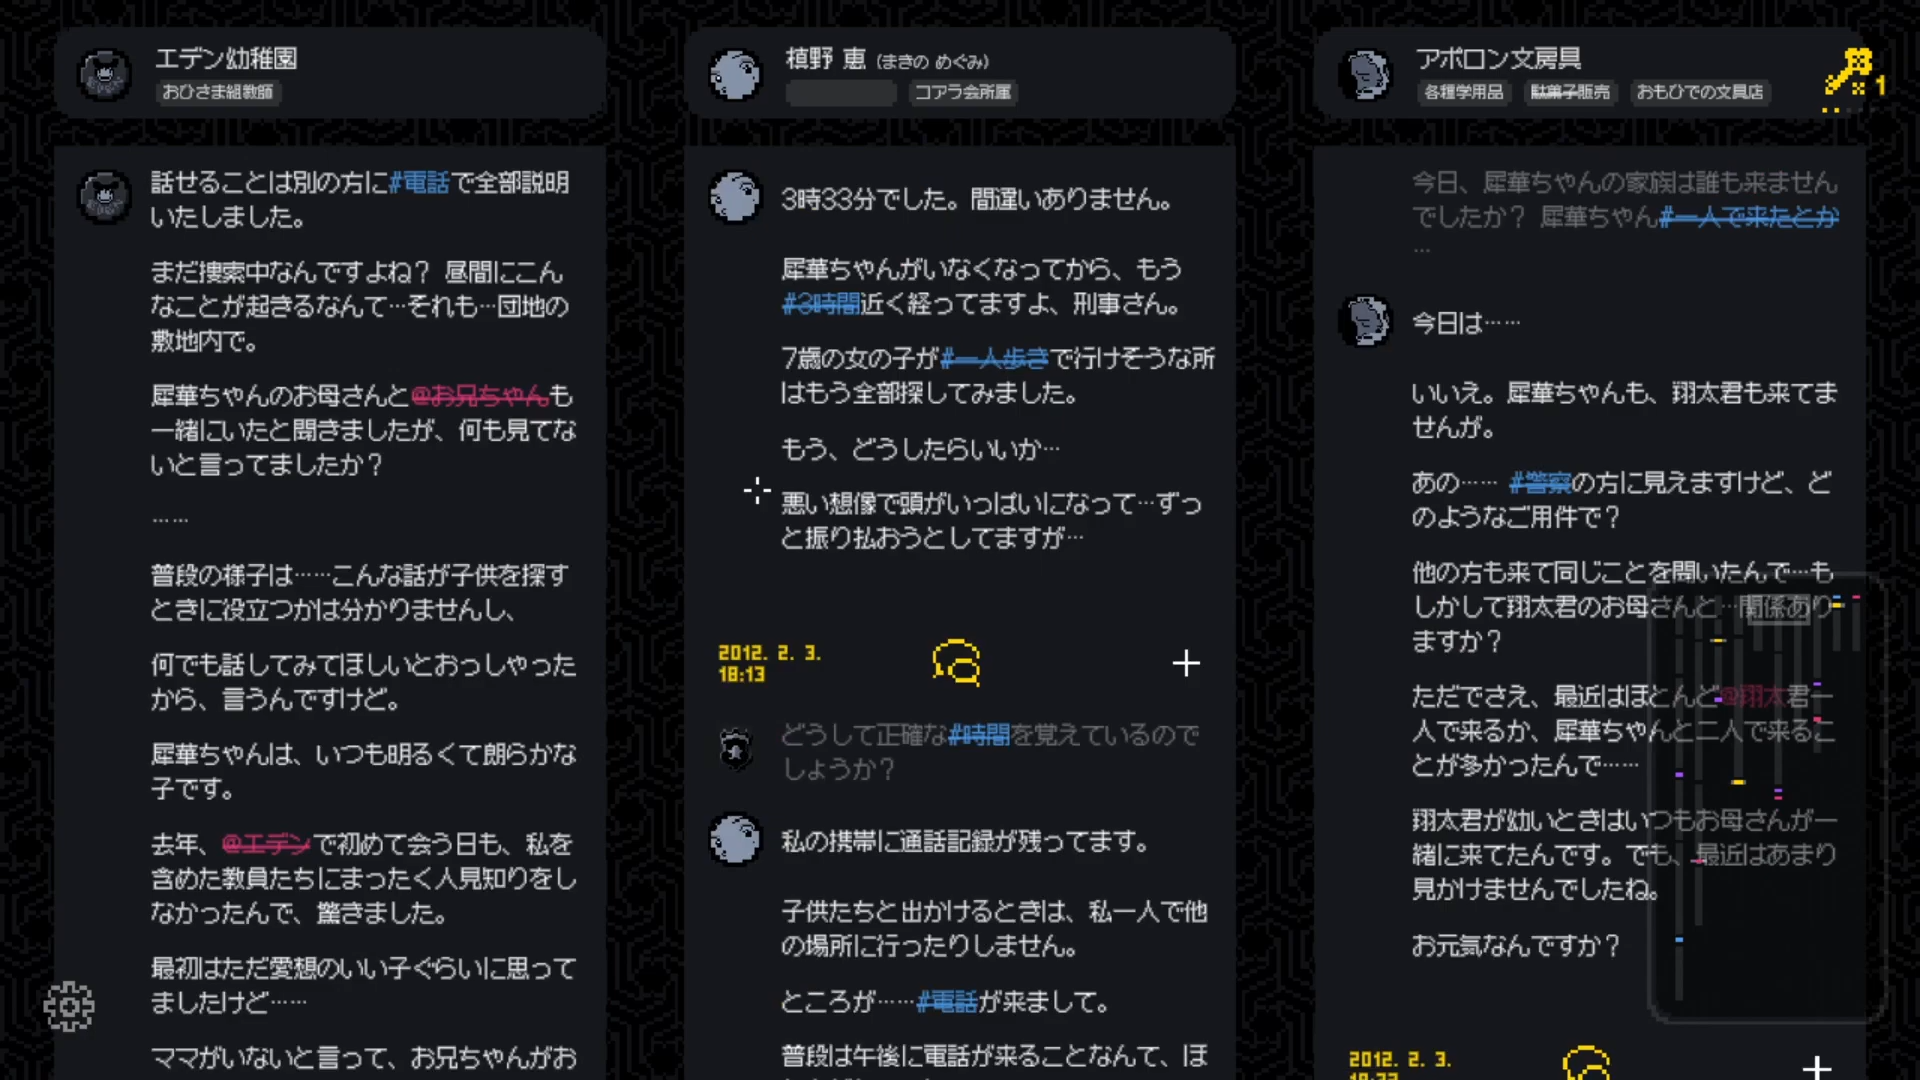 エデン幼稚園
おひさま組教師
話せることは別の方に#電話で全部説明
いたしました。
まだ捜索中なんですよね？ 昼間にこん
なことが起きるなんて…それも…団地の
敷地内で。
犀華ちゃんのお母さんと@お兄ちゃんも
一緒にいたと聞きましたが、何も見てな
いと言ってましたか？
……
普段の様子は……こんな話が子供を探す
ときに役立つかは分かりませんし、
何でも話してみてほしいとおっしゃった
から、言うんですけど。
犀華ちゃんは、いつも明るくて朗らかな
子です。
去年、@エデンで初めて会う日も、私を
含めた教員たちにまったく人見知りをし
なかったんで、驚きました。
最初はただ愛想のいい子ぐらいに思って
ましたけど……
ママがいないと言って、お兄ちゃんがお
槙野 恵 (まきの めぐみ)
コアラ会所属
3時33分でした。間違いありません。
犀華ちゃんがいなくなってから、もう
#3時間近く経ってますよ、刑事さん。
7歳の女の子が#一人歩きで行けそうな所
はもう全部探してみました。
もう、どうしたらいいか…
悪い想像で頭がいっぱいになって…ずっ
と振り払おうとしてますが…
2012. 2. 3.
18:13
どうして正確な#時間を覚えているので
しょうか？
私の携帯に通話記録が残ってます。
子供たちと出かけるときは、私一人で他
の場所に行ったりしません。
ところが……#電話が来まして。
普段は午後に電話が来ることなんて、ほ
アポロン文房具
各種学用品
駄菓子販売
おもひでの文具店
1
今日、犀華ちゃんの家族は誰も来ません
でしたか？ 犀華ちゃん#一人で来たとか
…
今日は……
いいえ。犀華ちゃんも、翔太君も来てま
せんが。
あの…… #警察の方に見えますけど、ど
のようなご用件で？
他の方も来て同じことを聞いたんで…も
しかして翔太君のお母さんと…関係あり
ますか？
ただでさえ、最近はほとんど@翔太君一
人で来るか、犀華ちゃんと二人で来るこ
とが多かったんで……
翔太君が幼いときはいつもお母さんが一
緒に来てたんです。でも、最近はあまり
見かけませんでしたね。
お元気なんですか？
2012. 2. 3.